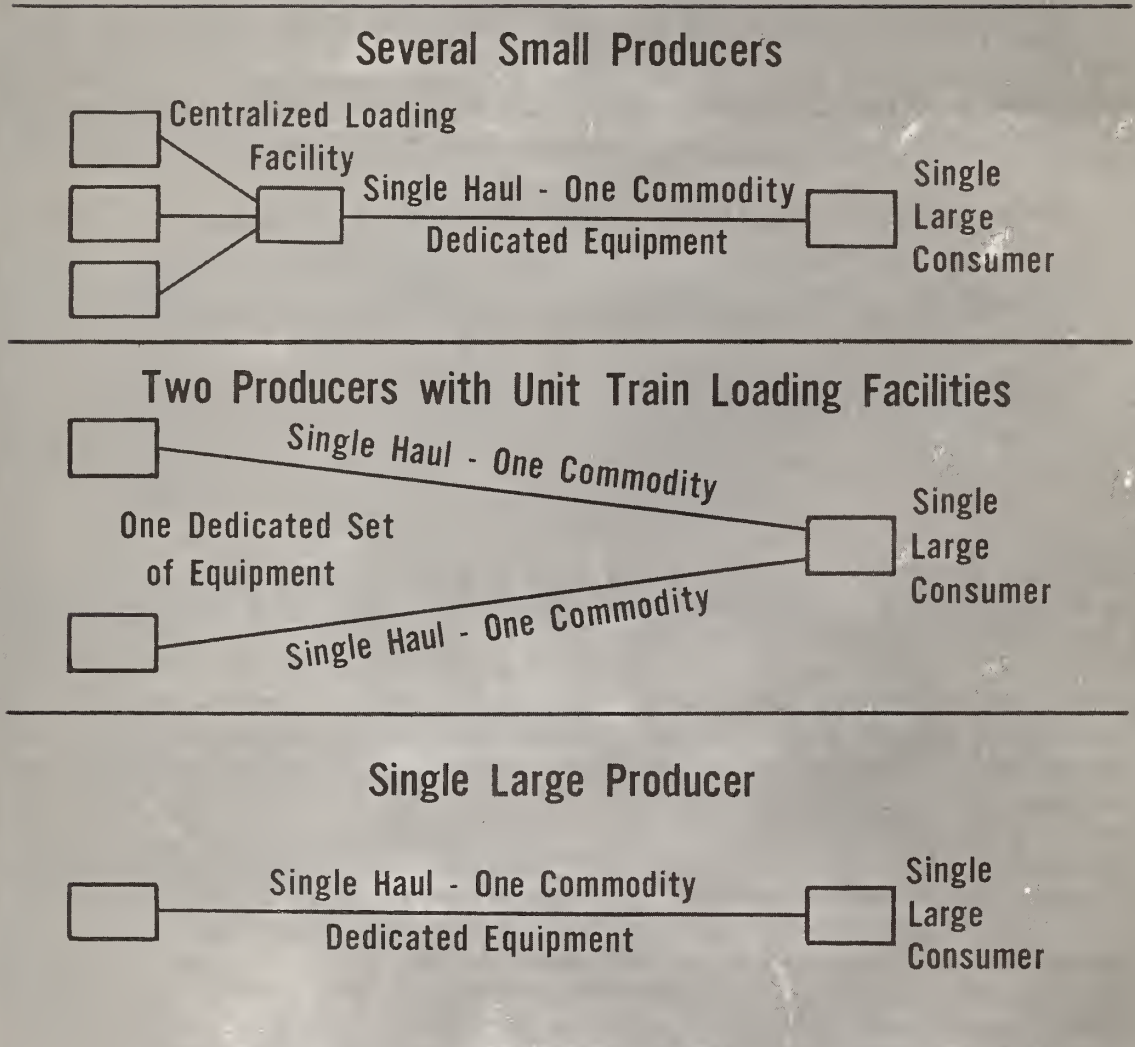 Several Small Producers
Centralized Loading
Facility
Single Haul - One Commodity
Dedicated Equipment
Single
Large
Consumer
Two Producers with Unit Train Loading Facilities
Single Haul - One Commodity
One Dedicated Set
of Equipment
Single Haul - One Commodity
Single
Large
Consumer
Single Large Producer
Single Haul - One Commodity
Dedicated Equipment
Single
Large
Consumer